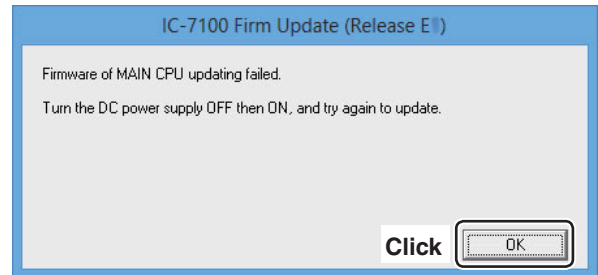 IC-7100 Firm Update (Release E)
Firmware of MAIN CPU updating failed.
Turn the DC power supply OFF then ON, and try again to update.
Click
OK